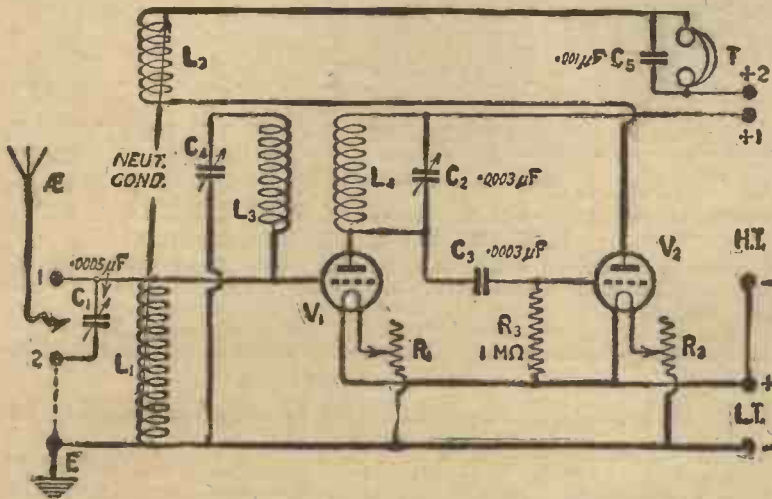 L2
·001μF C5
T
+2
+1
Æ
NEUT.
COND.
C4
L3
L4
C2 ·0003μF
C3 ·0003μF
V2
H.T.
1
·0005μF
C1
V1
R1
R3
1 MΩ
R2
2
L1
+
L.T.
E